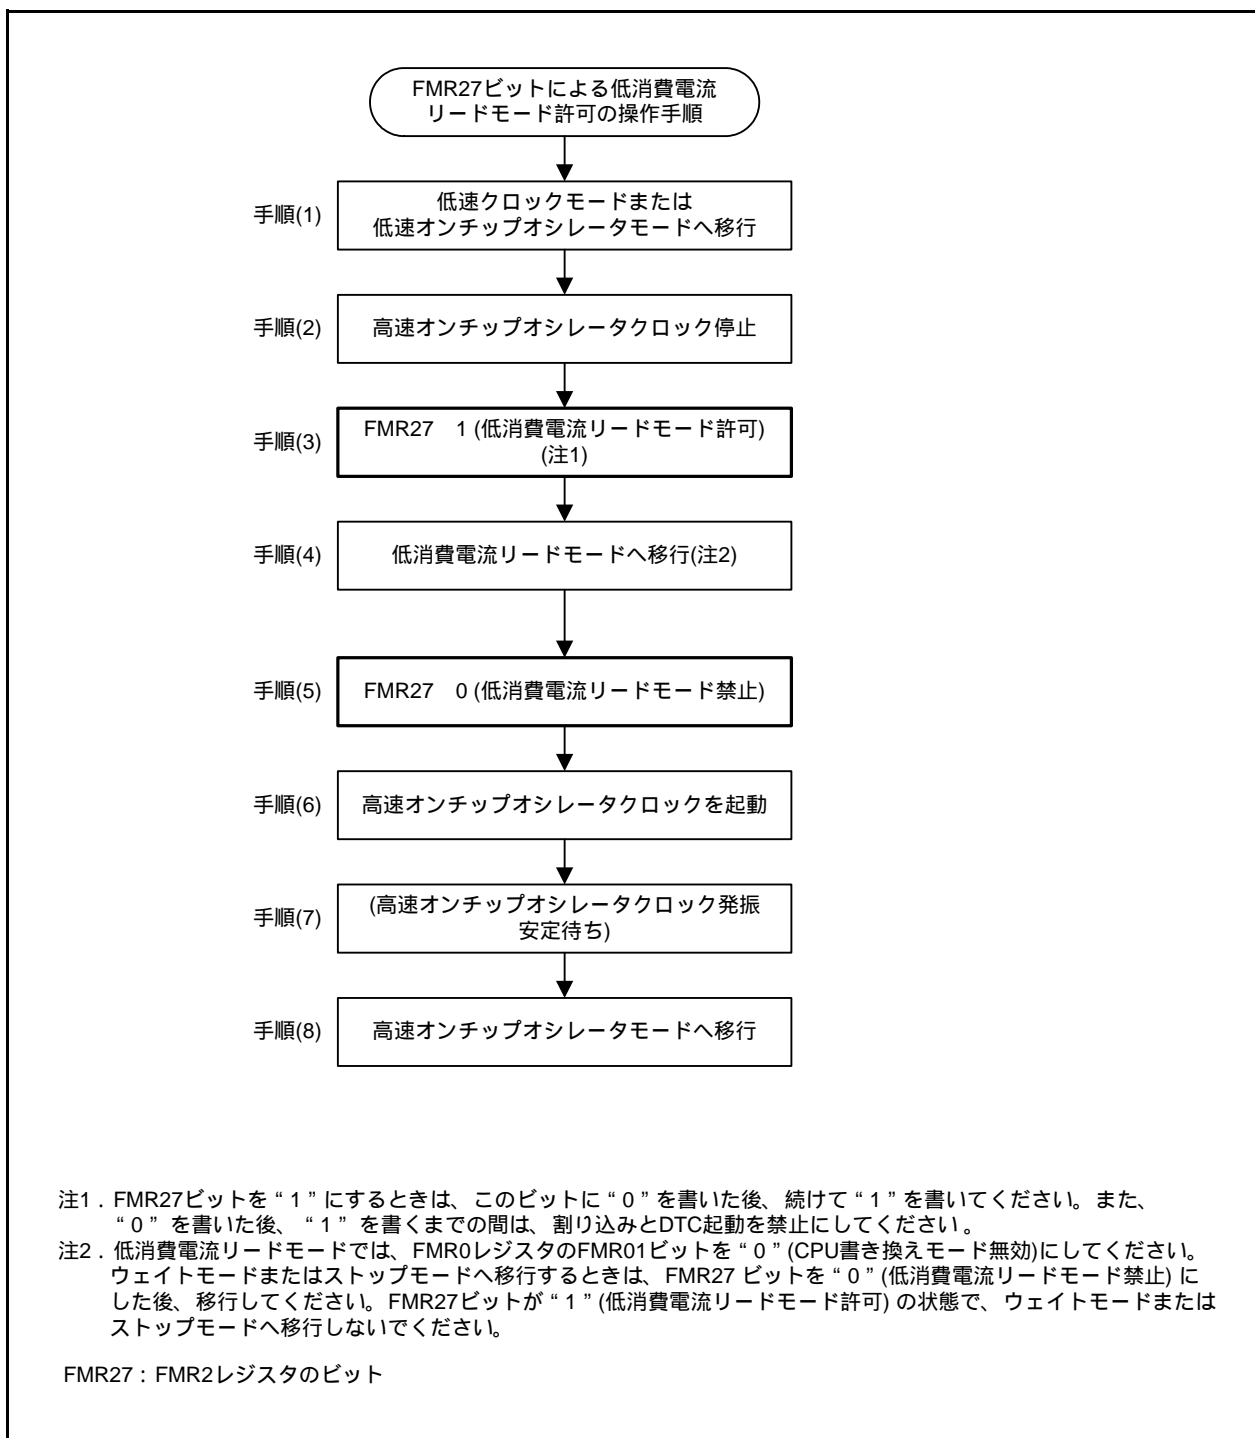 FMR27ビットによる低消費電流
リードモード許可の操作手順
手順(1)
低速クロックモードまたは
低速オンチップオシレータモードへ移行
手順(2)
高速オンチップオシレータクロック停止
手順(3)
FMR27　1 (低消費電流リードモード許可)
(注1)
手順(4)
低消費電流リードモードへ移行(注2)
手順(5)
FMR27　0 (低消費電流リードモード禁止)
手順(6)
高速オンチップオシレータクロックを起動
手順(7)
(高速オンチップオシレータクロック発振
安定待ち)
手順(8)
高速オンチップオシレータモードへ移行
注1．FMR27ビットを“1”にするときは、このビットに“0”を書いた後、続けて“1”を書いてください。また、
“0”を書いた後、“1”を書くまでの間は、割り込みとDTC起動を禁止にしてください。
注2．低消費電流リードモードでは、FMR0レジスタのFMR01ビットを“0”(CPU書き換えモード無効)にしてください。
ウェイトモードまたはストップモードへ移行するときは、FMR27 ビットを“0”(低消費電流リードモード禁止) に
した後、移行してください。FMR27ビットが“1”(低消費電流リードモード許可) の状態で、ウェイトモードまたは
ストップモードへ移行しないでください。
FMR27：FMR2レジスタのビット